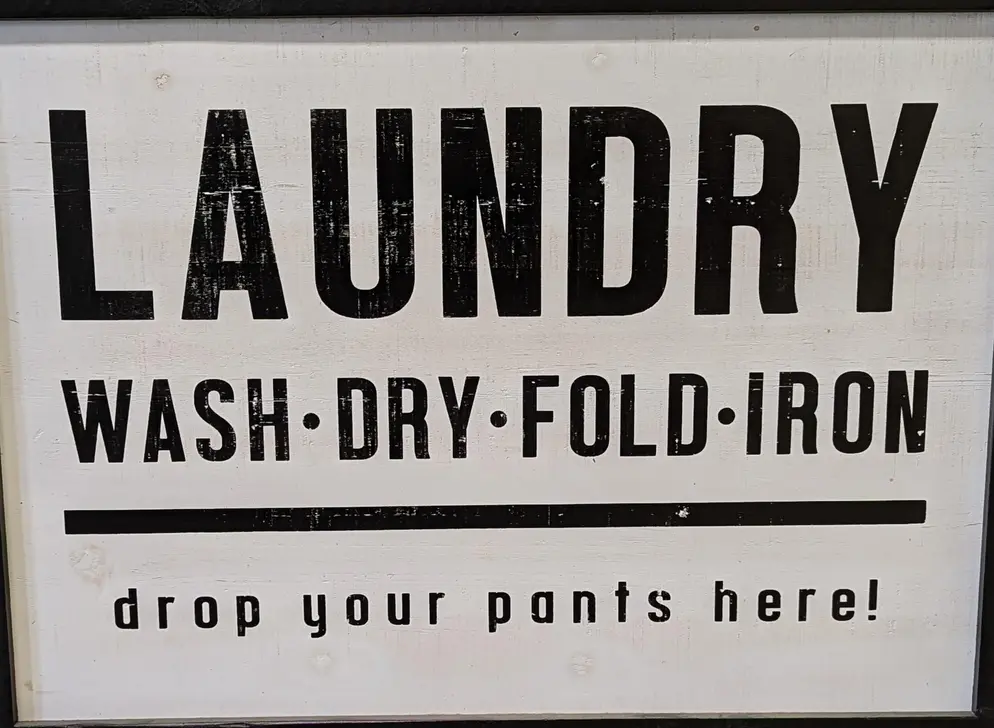 LAUNDRY
WASH•DRY•FOLD•IRON
drop your pants here!